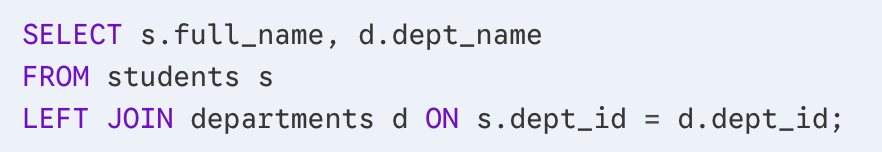 SELECT s.full_name, d.dept_name
FROM students s
LEFT JOIN departments d ON s.dept_id = d.dept_id;